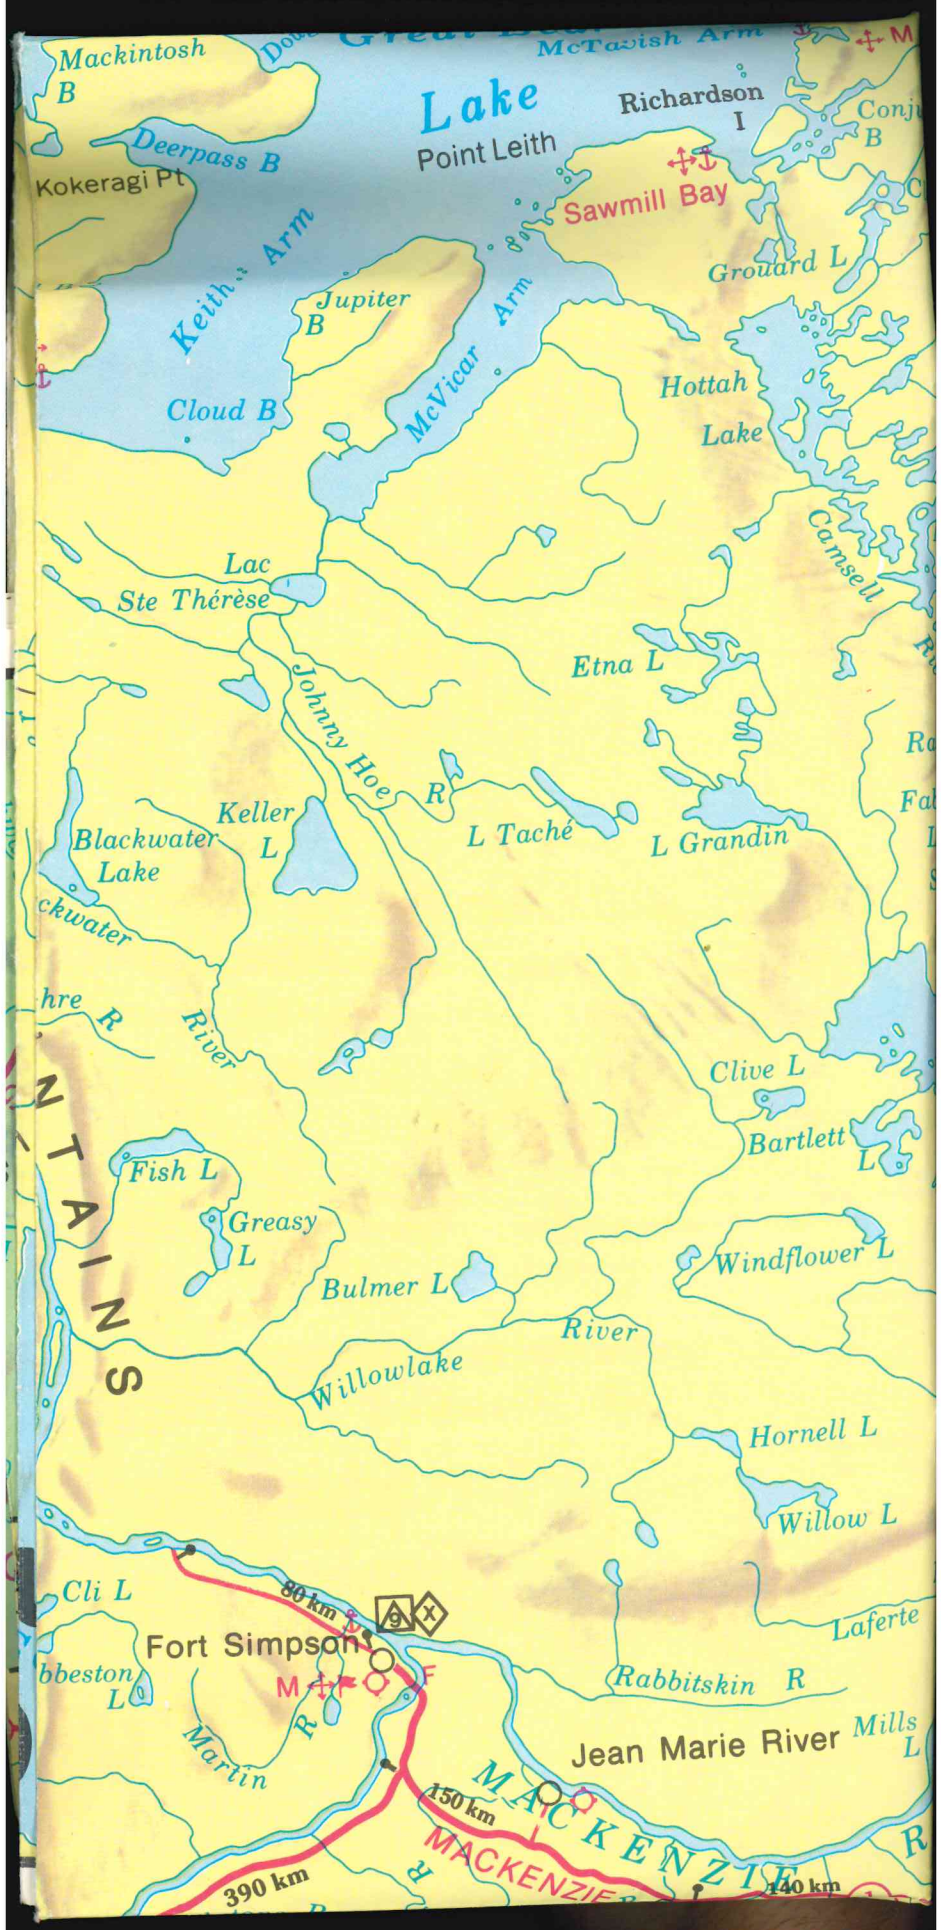 Great
McTavish Arm
Mackintosh
B
M
Lake
Richardson
I
Conj
B
Deerpass B
Point Leith
Kokeragi Pt
Sawmill Bay
Keith Arm
Grouard L
Jupiter
B
McVicar Arm
Hottah
Lake
Cloud B
Camsell
Lac
Ste Thérèse
Etna L
Johnny Hoe
R
Keller
L
L Taché
L Grandin
Blackwater
Lake
ckwater
River
hre R
Clive L
Bartlett
L
NTAINS
Fish L
Greasy
L
Windflower L
Bulmer L
River
Willowlake
Hornell L
Willow L
80 km
9
Cli L
Fort Simpson
Laferte
bbeston
L
M
F
F
Rabbitskin R
R
Martin
Jean Marie River
Mills
L
MACKENZIE
R
150 km
MACKENZIE
R
390 km
140 km
1